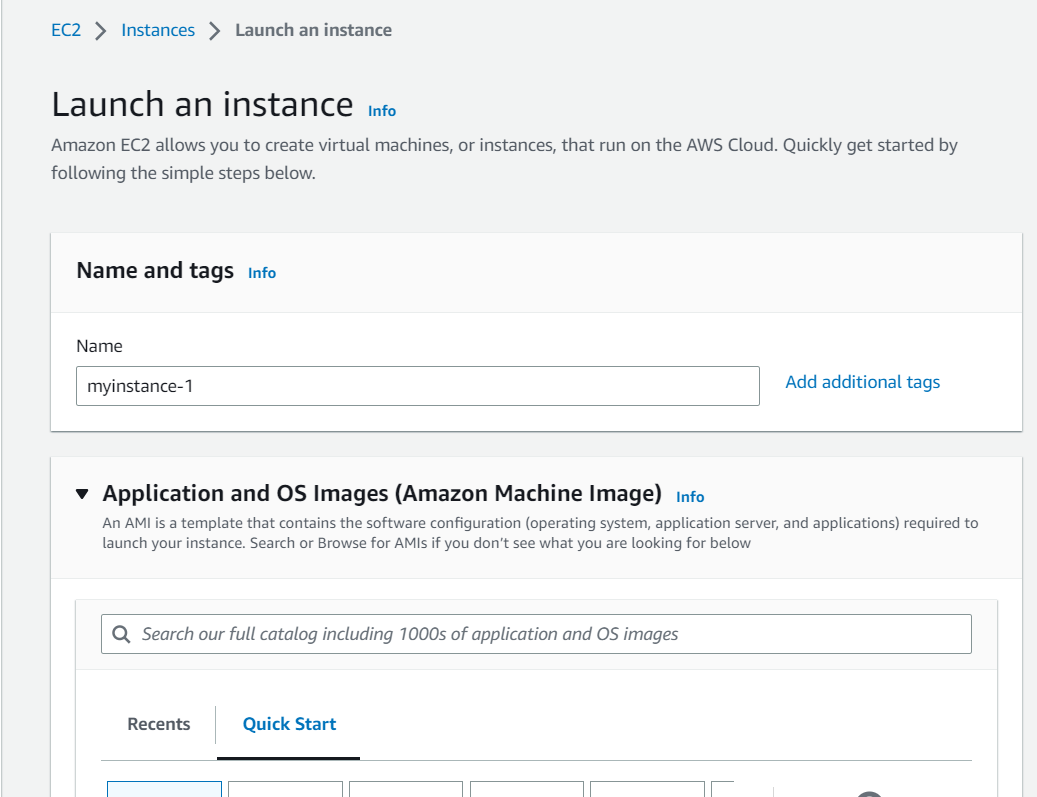 EC2 Instances Launch an instance
Launch an instance Info
Amazon EC2 allows you to create virtual machines, or instances, that run on the AWS Cloud. Quickly get started by
following the simple steps below.
Name and tags Info
Name
myinstance-1 Add additional tags
Application and OS Images (Amazon Machine Image) Info
An AMI is a template that contains the software configuration (operating system, application server, and applications) required to
launch your instance. Search or Browse for AMIs if you don’t see what you are looking for below
Search our full catalog including 1000s of application and OS images
Recents Quick Start